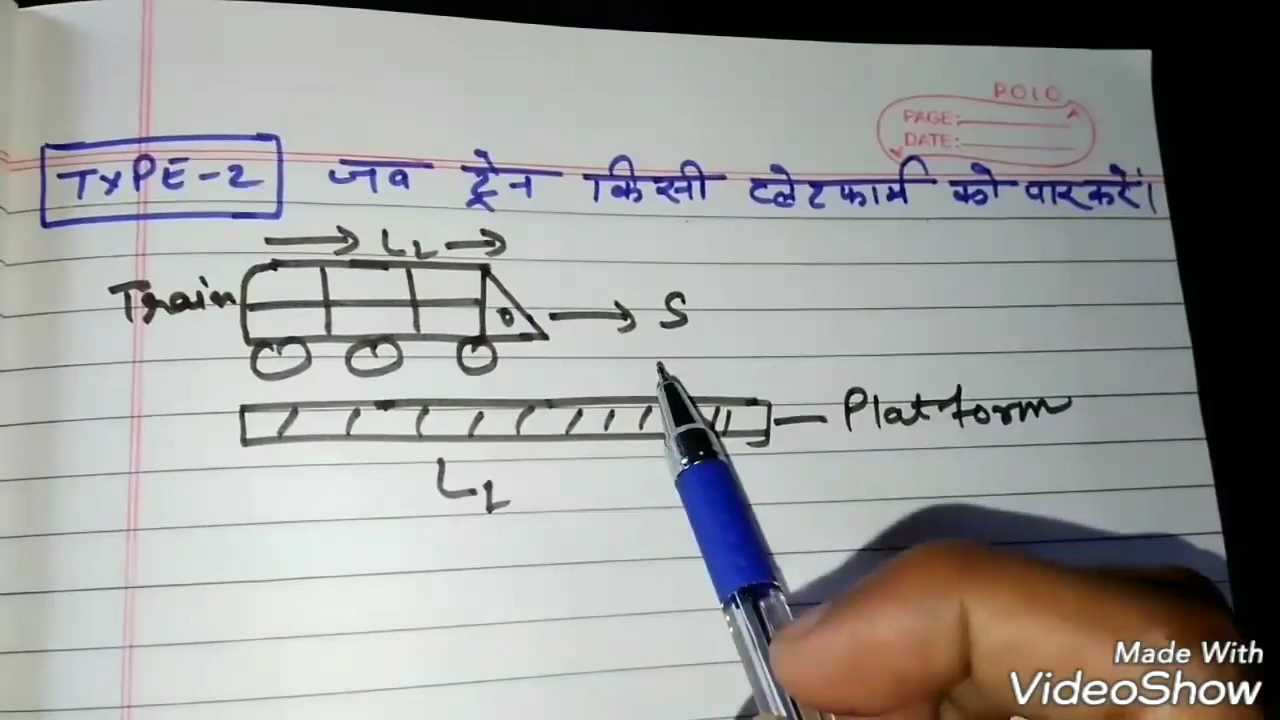 POLO
PAGE:
DATE:
TYPE-2 जब ट्रेन किसी प्लेटफार्म को पार करें।
L₁
Train
S
Platform
L₂
Made With
VideoShow